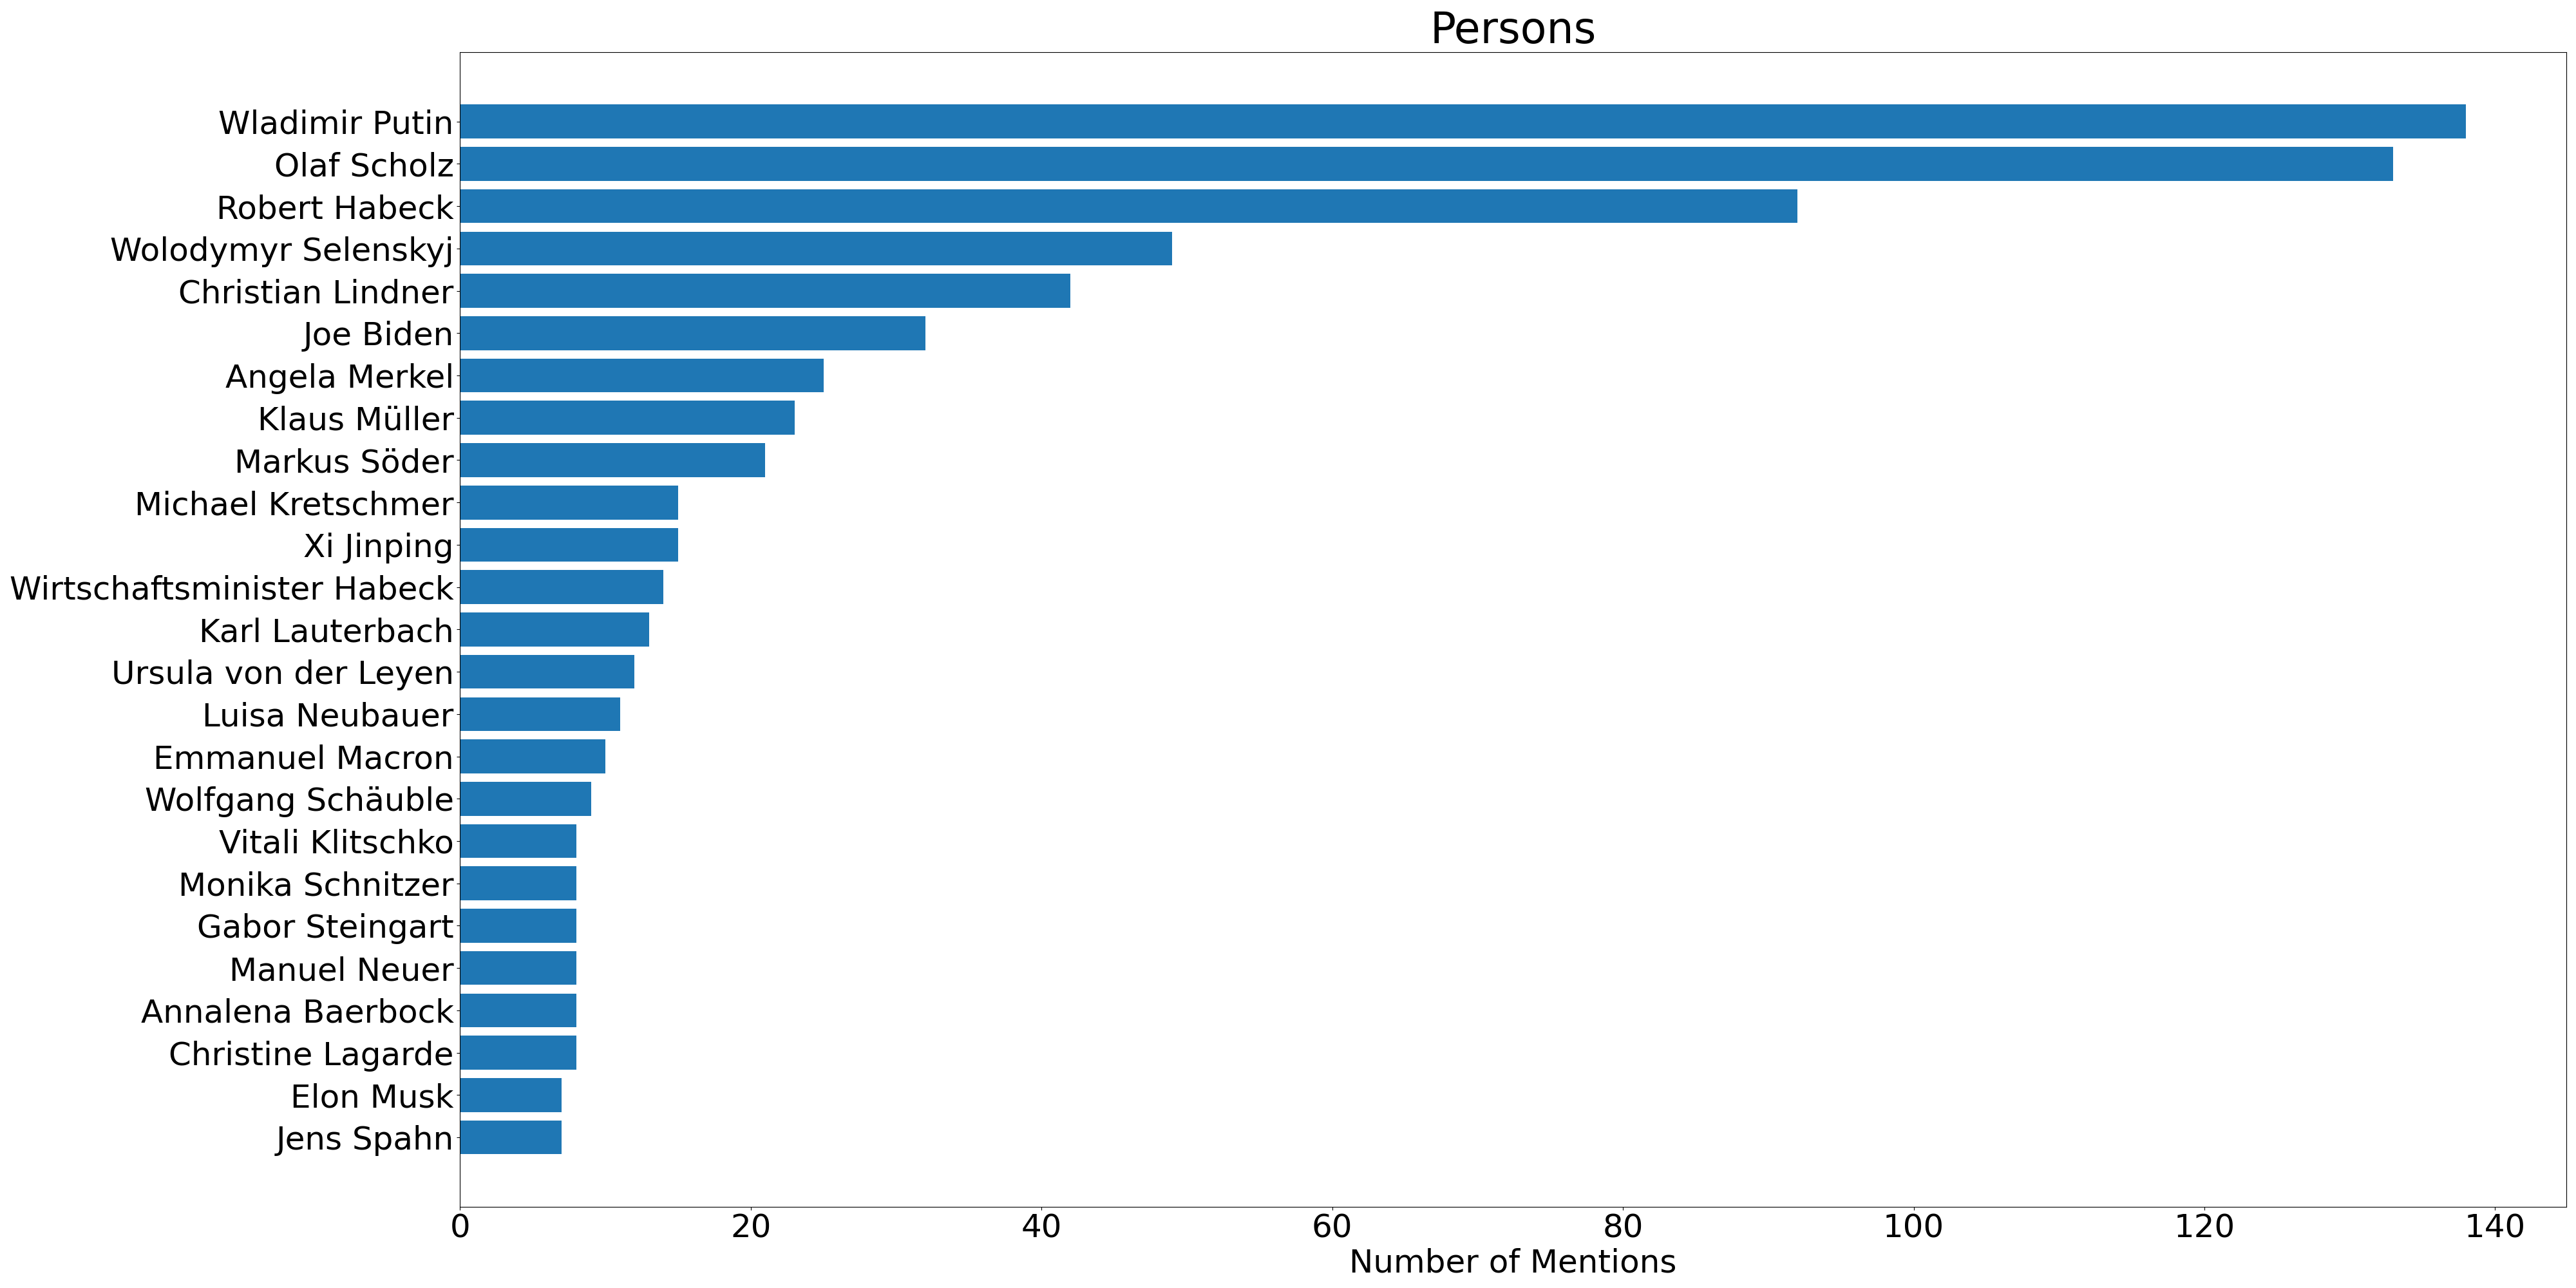 Persons
Wladimir Putin
Olaf Scholz
Robert Habeck
Wolodymyr Selenskyj
Christian Lindner
Joe Biden
Angela Merkel
Klaus Müller
Markus Söder
Michael Kretschmer
Xi Jinping
Wirtschaftsminister Habeck
Karl Lauterbach
Ursula von der Leyen
Luisa Neubauer
Emmanuel Macron
Wolfgang Schäuble
Vitali Klitschko
Monika Schnitzer
Gabor Steingart
Manuel Neuer
Annalena Baerbock
Christine Lagarde
Elon Musk
Jens Spahn
0 20 40 60 80 100 120 140
Number of Mentions